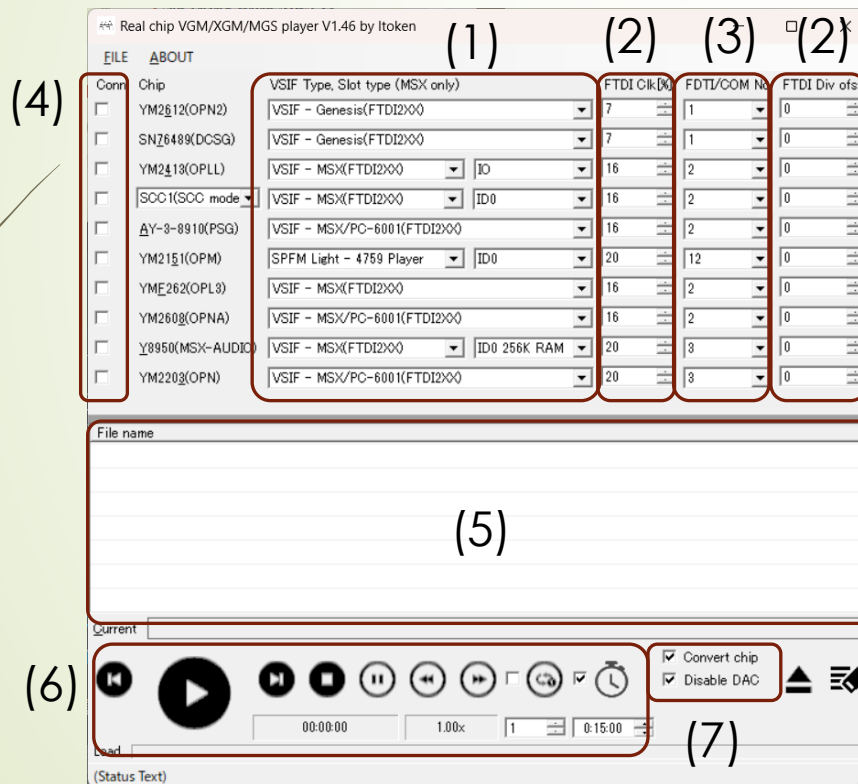 Real chip VGM/XGM/MGS player V1.46 by Itoken
(1) (2) (3) (2)
FILE ABOUT
(4)
Conn Chip VSIF Type, Slot type (MSX only) FTDI Clk[%] FDTI/COM No FTDI Div ofs
YM2612(OPN2) VSIF - Genesis(FTDI2XX) 7 1 0
SN76489(DCSG) VSIF - Genesis(FTDI2XX) 7 1 0
YM2413(OPLL) VSIF - MSX(FTDI2XX) IO 16 2 0
SCC1(SCC mode VSIF - MSX(FTDI2XX) ID0 16 2 0
AY-3-8910(PSG) VSIF - MSX/PC-6001(FTDI2XX) 16 2 0
YM2151(OPM) SPFM Light - 4759 Player ID0 20 12 0
YMF262(OPL3) VSIF - MSX(FTDI2XX) 16 2 0
YM2608(OPNA) VSIF - MSX/PC-6001(FTDI2XX) 16 2 0
Y8950(MSX-AUDIO) VSIF - MSX(FTDI2XX) ID0 256K RAM 20 3 0
YM2203(OPN) VSIF - MSX/PC-6001(FTDI2XX) 20 3 0
File name
(5)
Current
(6)
Convert chip
Disable DAC
00:00:00 1.00x 1 0:15:00
(7)
Load
(Status Text)